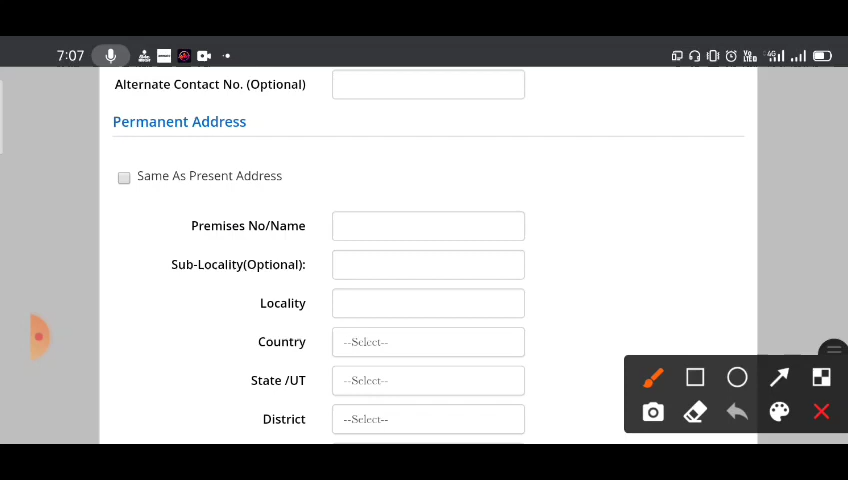 7:07
Alternate Contact No. (Optional)
Permanent Address
Same As Present Address
Premises No/Name
Sub-Locality(Optional):
Locality
Country --Select--
State /UT --Select--
District --Select--